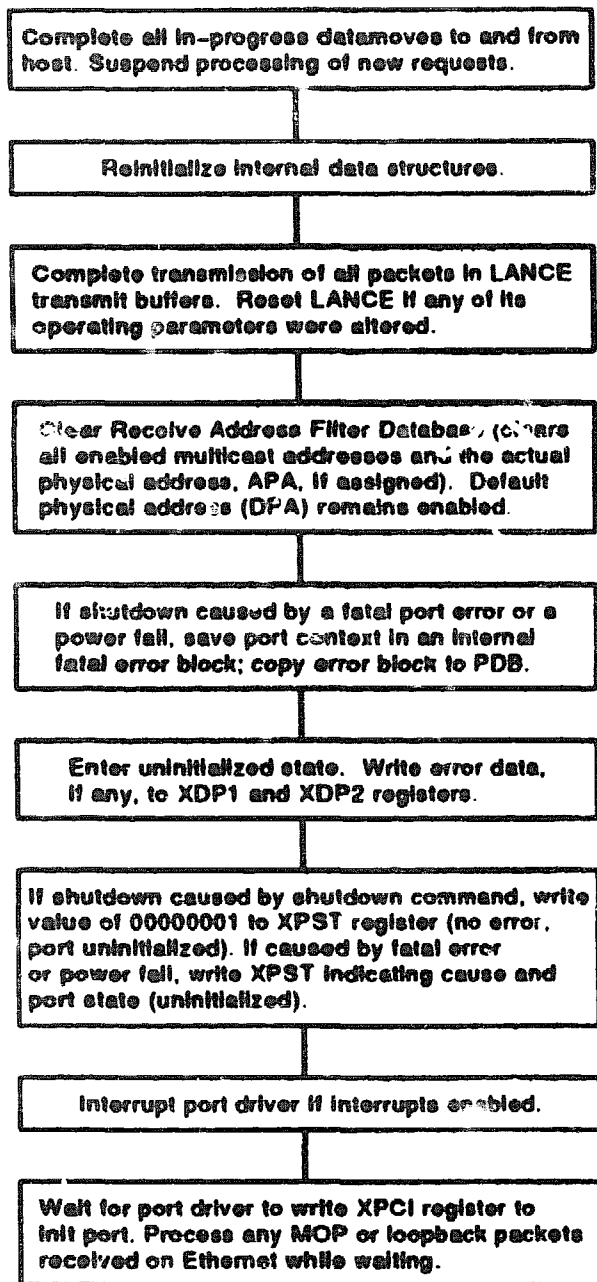 Complete all in-progress datamoves to and from
host. Suspend processing of new requests.
Reinitialize internal data structures.
Complete transmission of all packets in LANCE
transmit buffers. Reset LANCE if any of its
operating parameters were altered.
Clear Receive Address Filter Database (clears
all enabled multicast addresses and the actual
physical address, APA, if assigned). Default
physical address (DPA) remains enabled.
If shutdown caused by a fatal port error or a
power fail, save port context in an internal
fatal error block; copy error block to PDB.
Enter uninitialized state. Write error data,
if any, to XDP1 and XDP2 registers.
If shutdown caused by shutdown command, write
value of 00000001 to XPST register (no error,
port uninitialized). If caused by fatal error
or power fail, write XPST indicating cause and
port state (uninitialized).
Interrupt port driver if interrupts enabled.
Wait for port driver to write XPCI register to
init port. Process any MOP or loopback packets
received on Ethernet while waiting.